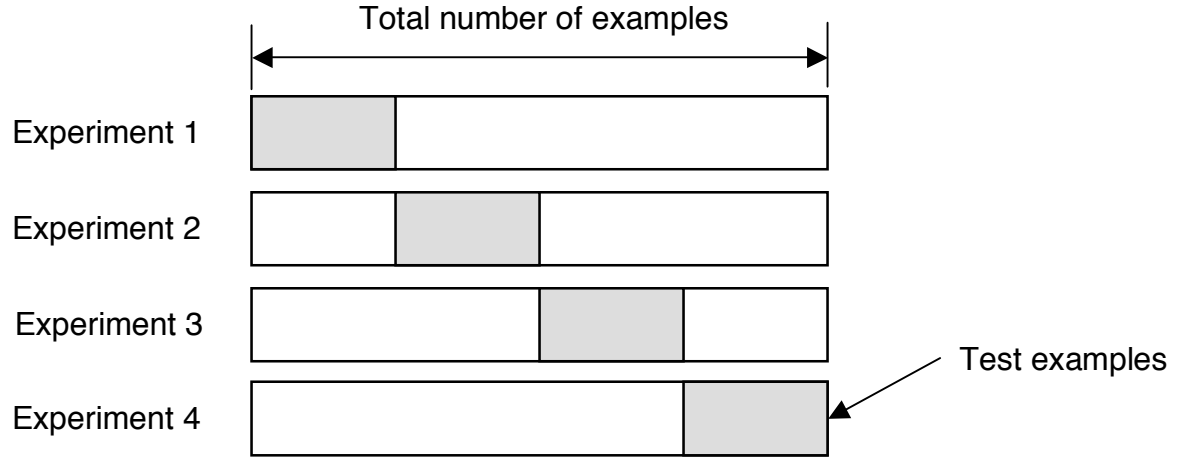 Total number of examples
Experiment 1
Experiment 2
Experiment 3
Test examples
Experiment 4